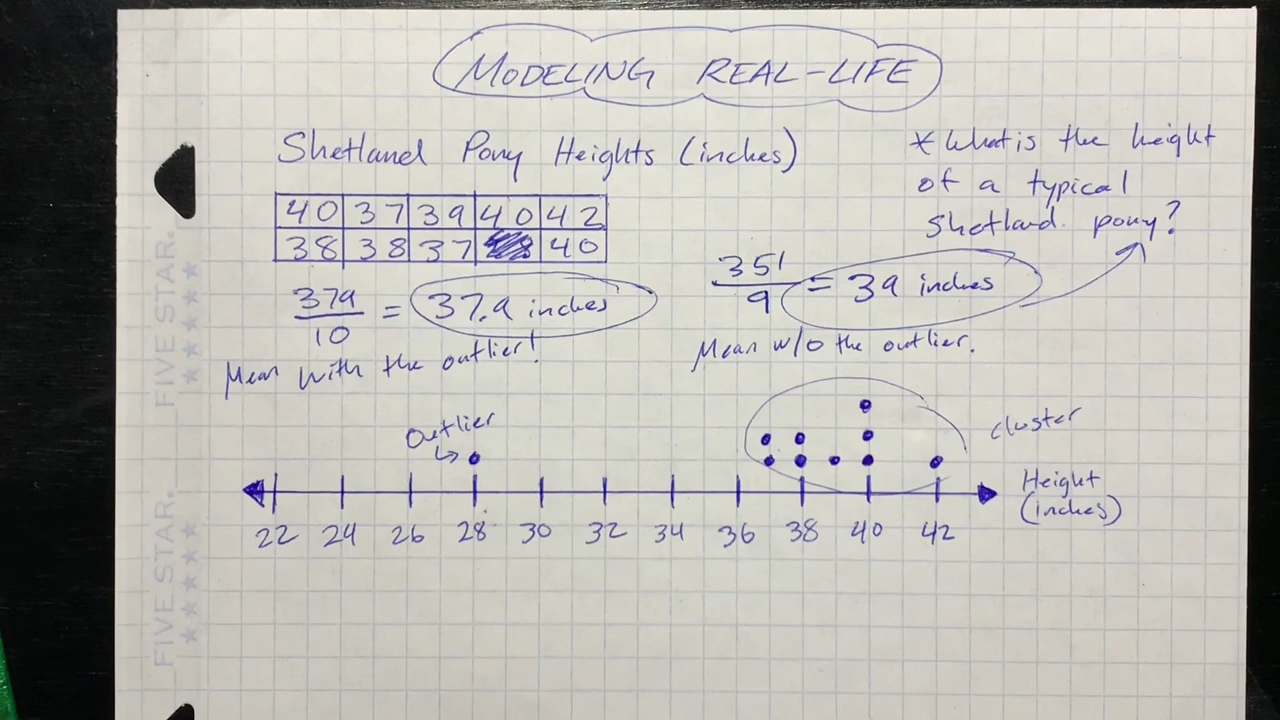 MODELING REAL-LIFE
Shetland Pony Heights (inches)
* What is the height
of a typical
Shetland pony?
40 37 39 40 42
38 38 37 40
379
10
= 37.9 inches
Mean with the outlier!
351
9
= 39 inches
Mean w/o the outlier.
Outlier
cluster
22 24 26 28 30 32 34 36 38 40 42
Height
(inches)
FIVE STAR.
FIVE STAR.